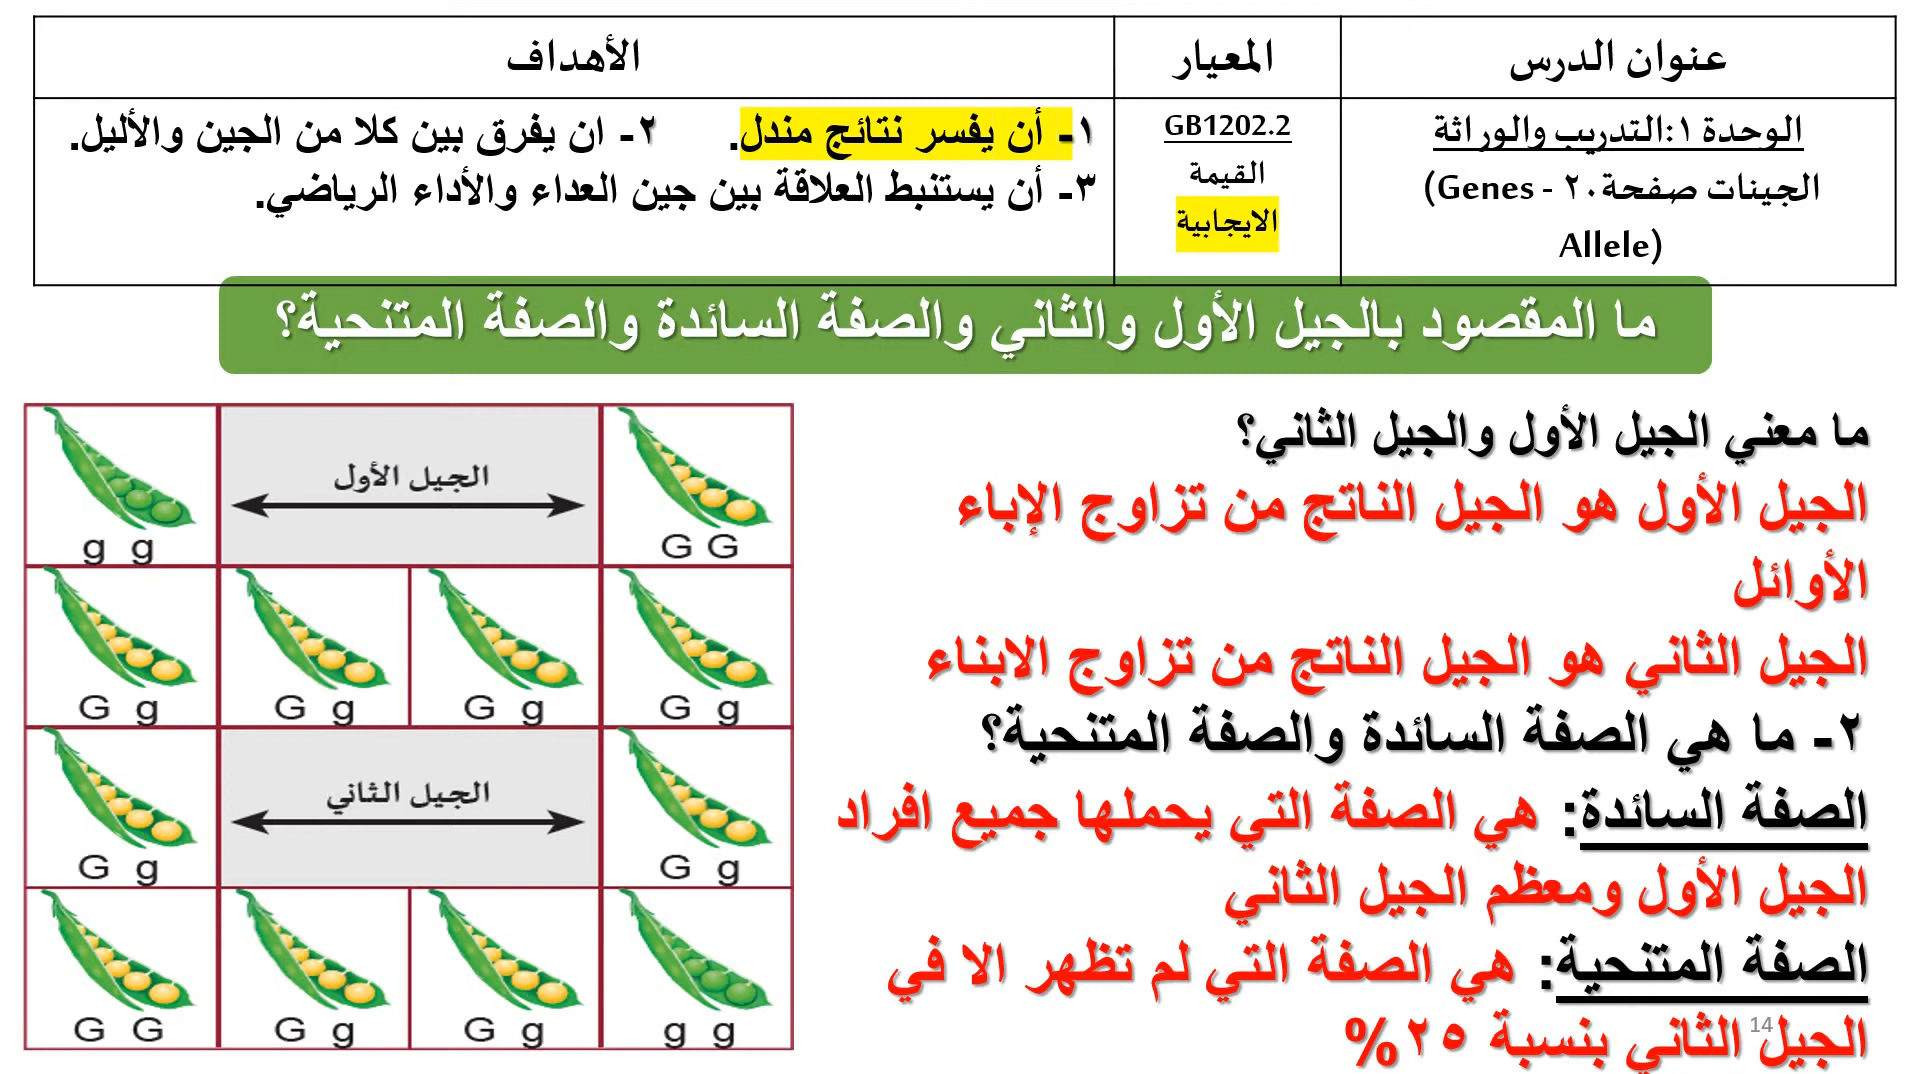 عنوان الدرس
المعيار
الأهداف
الوحدة ١:التدريب والوراثة
الجينات صفحة٢٠ - Genes)
Allele)
GB1202.2
القيمة
الايجابية
١- أن يفسر نتائج مندل. ٢- ان يفرق بين كلا من الجين والأليل.
٣- أن يستنبط العلاقة بين جين العداء والأداء الرياضي.
ما المقصود بالجيل الأول والثاني والصفة السائدة والصفة المتنحية؟
ما معني الجيل الأول والجيل الثاني؟
الجيل الأول هو الجيل الناتج من تزاوج الإباء
الأوائل
الجيل الثاني هو الجيل الناتج من تزاوج الابناء
٢- ما هي الصفة السائدة والصفة المتنحية؟
الصفة السائدة: هي الصفة التي يحملها جميع افراد
الجيل الأول ومعظم الجيل الثاني
الصفة المتنحية: هي الصفة التي لم تظهر الا في
الجيل الثاني بنسبة ٢٥%
14
الجيل الأول
g g
G G
G g
G g
G g
G g
الجيل الثاني
G g
G g
G G
G g
G g
g g